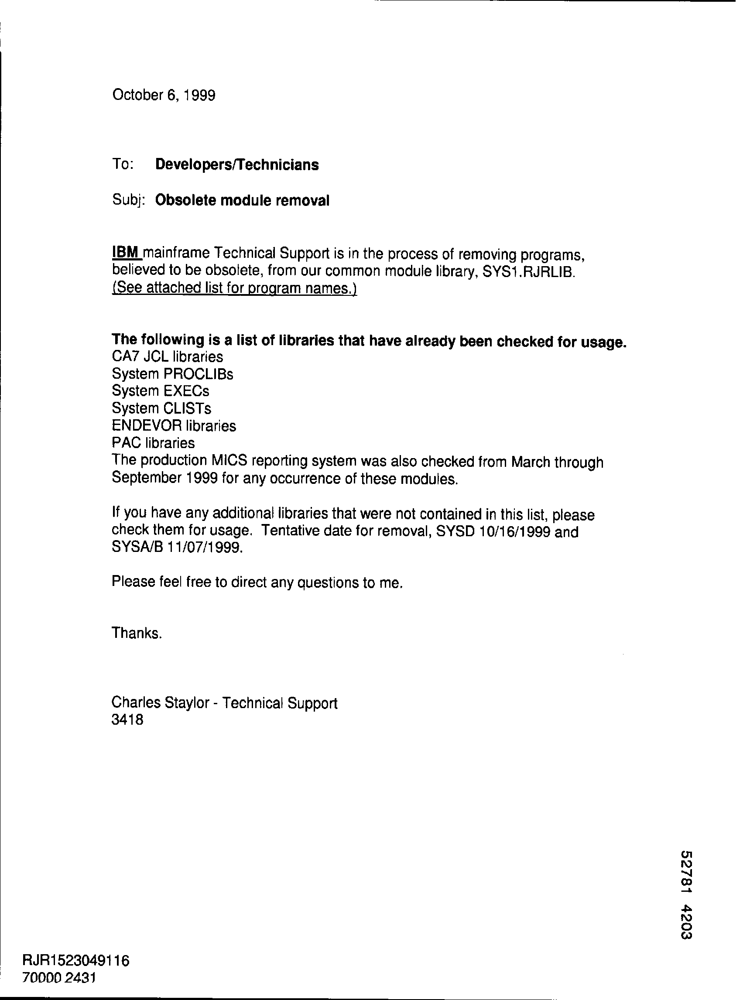 October 6, 1999
To: Developers/Technicians
Subj: Obsolete module removal
IBM mainframe Technical Support is in the process of removing programs,
believed to be obsolete, from our common module library, SYS1.RJRLIB.
(See attached list for program names.)
The following is a list of libraries that have already been checked for usage.
CA7 JCL libraries
System PROCLIBs
System EXECs
System CLISTs
ENDEVOR libraries
PAC libraries
The production MICS reporting system was also checked from March through
September 1999 for any occurrence of these modules.
If you have any additional libraries that were not contained in this list, please
check them for usage. Tentative date for removal, SYSD 10/16/1999 and
SYSA/B 11/07/1999.
Please feel free to direct any questions to me.
Thanks.
Charles Staylor - Technical Support
3418
52781 4203
RJR1523049116
70000 2431